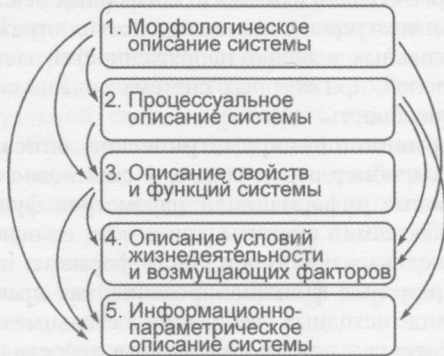 1. Морфологическое
описание системы
2. Процессуальное
описание системы
3. Описание свойств
и функций системы
4. Описание условий
жизнедеятельности
и возмущающих факторов
5. Информационно-
параметрическое
описание системы